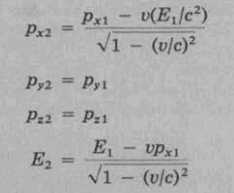 p_{x2} = \frac{p_{x1} - v(E_1/c^2)}{\sqrt{1 - (v/c)^2}}
p_{y2} = p_{y1}
p_{z2} = p_{z1}
E_2 = \frac{E_1 - vp_{x1}}{\sqrt{1 - (v/c)^2}}